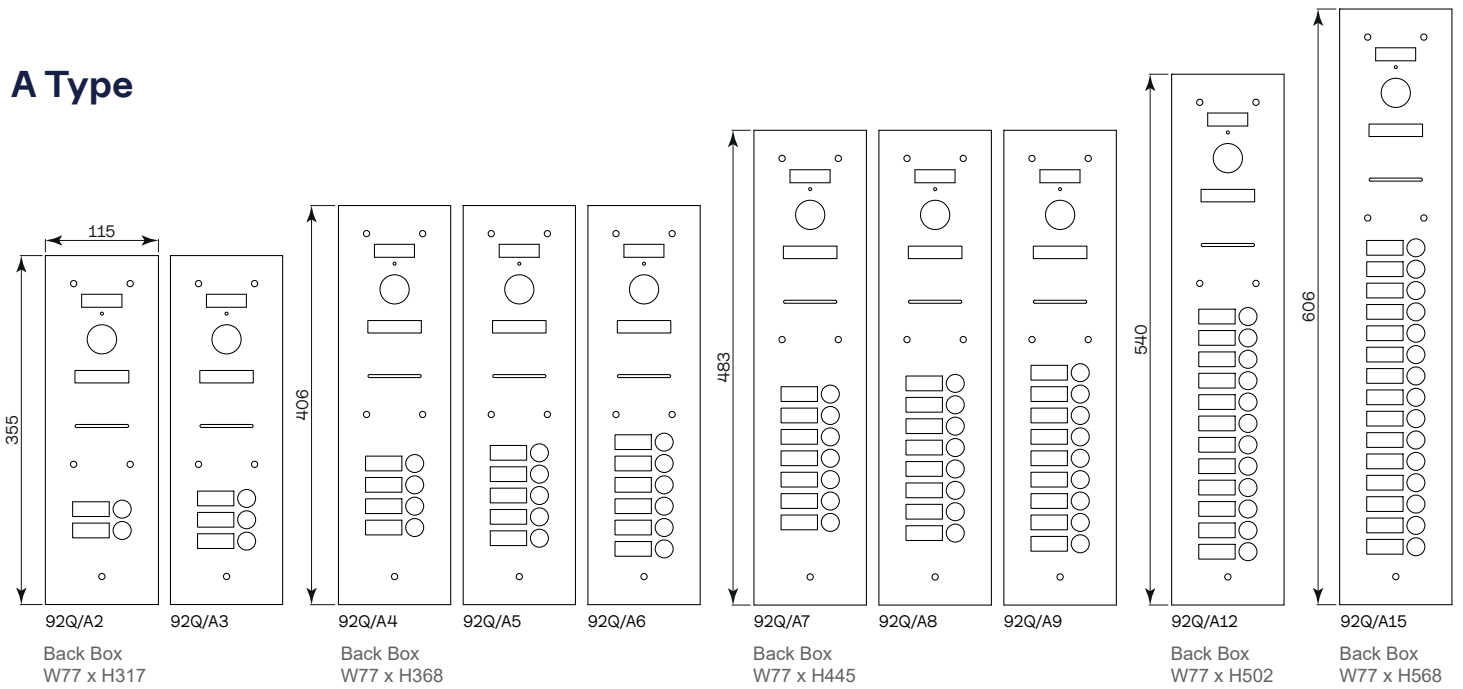 A Type
115
355
406
483
540
606
92Q/A2
92Q/A3
92Q/A4
92Q/A5
92Q/A6
92Q/A7
92Q/A8
92Q/A9
92Q/A12
92Q/A15
Back Box
W77 x H317
Back Box
W77 x H368
Back Box
W77 x H445
Back Box
W77 x H502
Back Box
W77 x H568